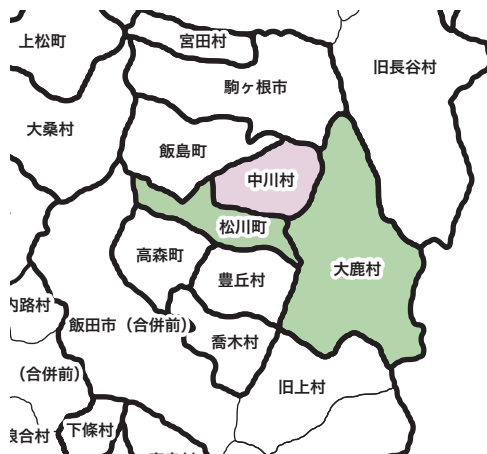 上松町
宮田村
旧長谷村
駒ヶ根市
大桑村
飯島町
中川村
松川町
高森町
大鹿村
豊丘村
飯田市（合併前）
喬木村
（合併前）
旧上村
下條村